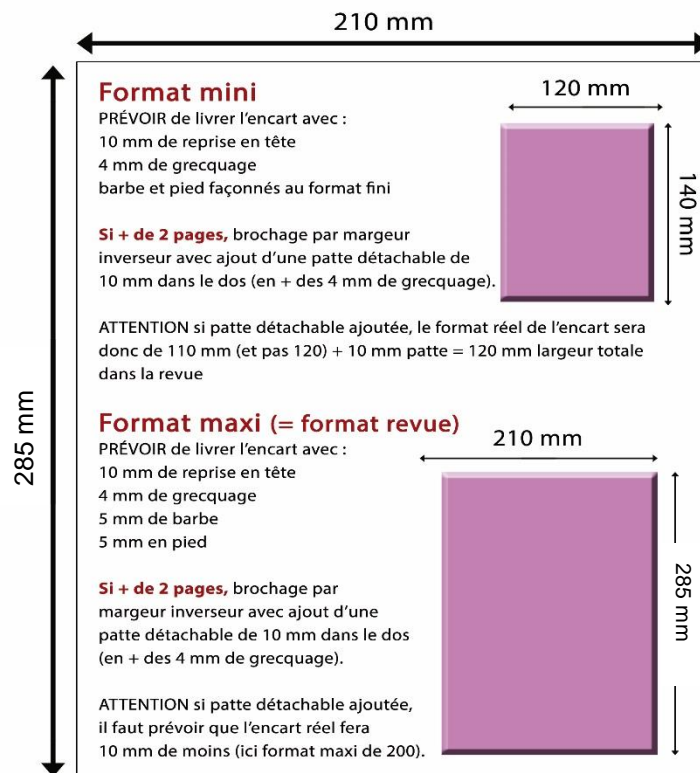 210 mm
285 mm
Format mini
PRÉVOIR de livrer l’encart avec :
10 mm de reprise en tête
4 mm de grecquage
barbe et pied façonnés au format fini
120 mm
140 mm
Si + de 2 pages, brochage par margeur
inverseur avec ajout d’une patte détachable de
10 mm dans le dos (en + des 4 mm de grecquage).
ATTENTION si patte détachable ajoutée, le format réel de l’encart sera
donc de 110 mm (et pas 120) + 10 mm patte = 120 mm largeur totale
dans la revue
Format maxi (= format revue)
PRÉVOIR de livrer l’encart avec :
10 mm de reprise en tête
4 mm de grecquage
5 mm de barbe
5 mm en pied
210 mm
285 mm
Si + de 2 pages, brochage par
margeur inverseur avec ajout d’une
patte détachable de 10 mm dans le dos
(en + des 4 mm de grecquage).
ATTENTION si patte détachable ajoutée,
il faut prévoir que l’encart réel fera
10 mm de moins (ici format maxi de 200).